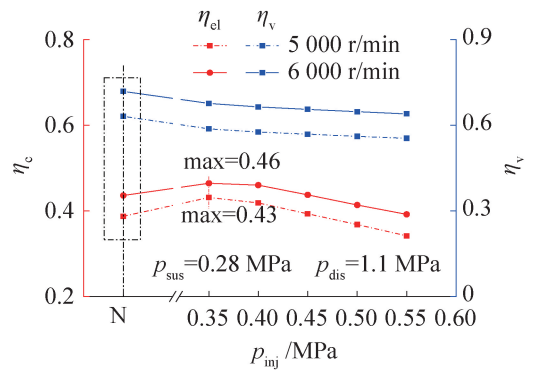 η_el η_v
5 000 r/min
6 000 r/min
0.8 0.9
0.6 0.6
0.4 0.3
0.2 0
η_c
η_v
max=0.46
max=0.43
p_sus=0.28 MPa p_dis=1.1 MPa
N 0.35 0.40 0.45 0.50 0.55 0.60
p_inj /MPa